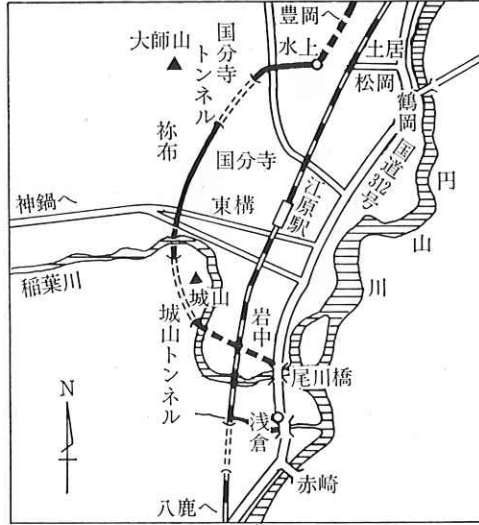 豊岡へ
大師山
国分寺トンネル
水上
土居
松岡
鶴岡
祢布
国分寺
国道312号
円山川
神鍋へ
東構
江原駅
稲葉川
城山
城山トンネル
岩中
尾川橋
N
浅倉
八鹿へ
赤崎